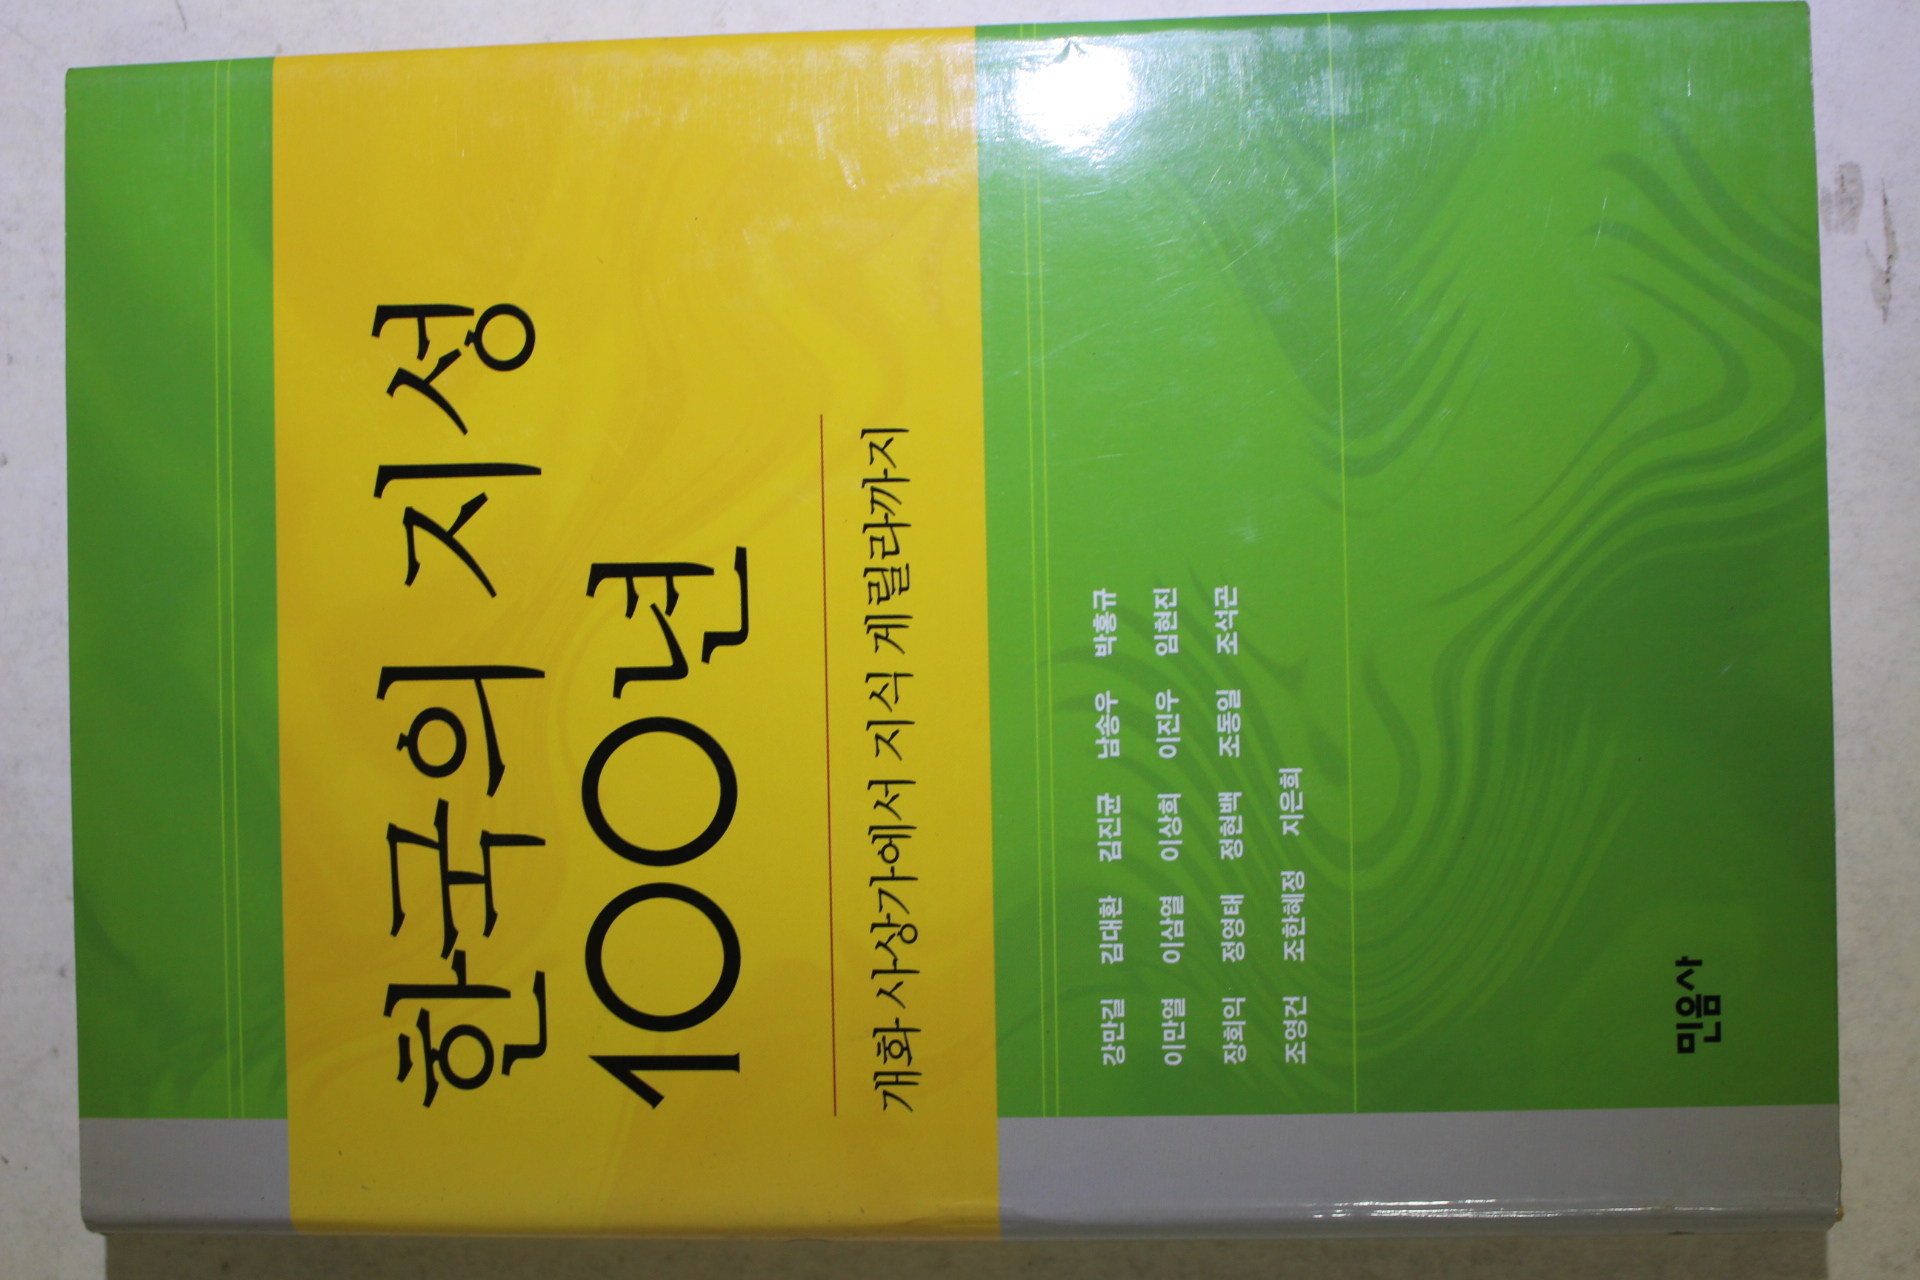 한국의 지성
100년
개화 사상가에서 지식 게릴라까지
강만길 김대환 김진균 남송우 박홍규
이만열 이삼열 이상희 이진우 임현진
장회익 정영태 정현백 조동일 조석곤
조영건 조한혜정 지은희
민음사